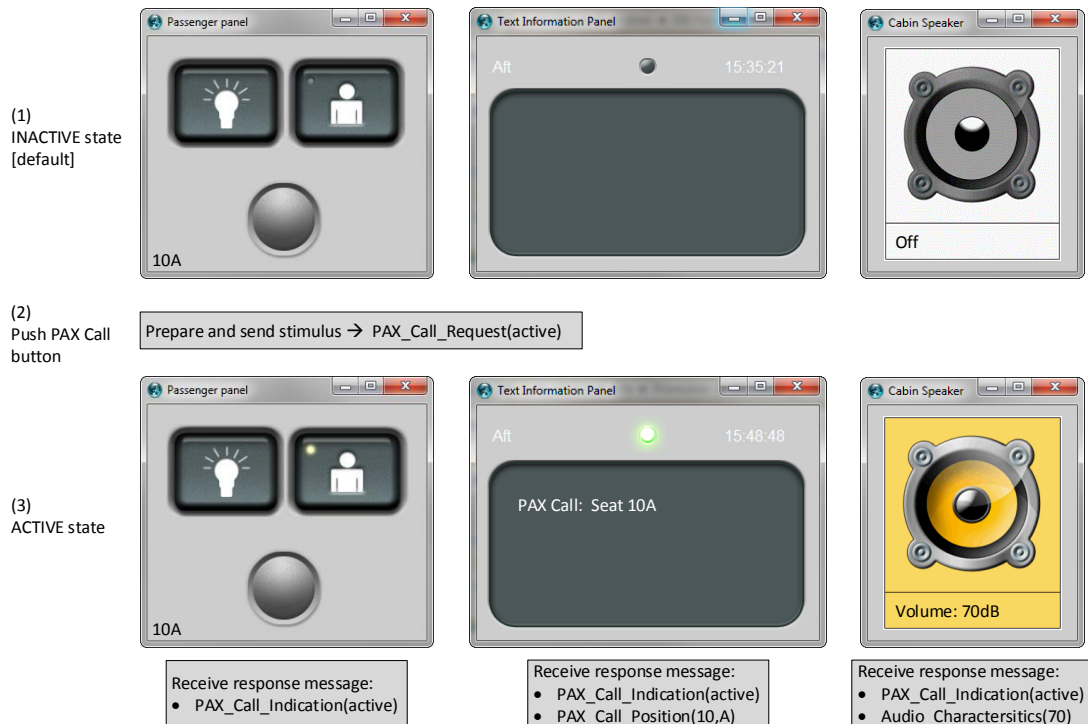 Passenger panel
Text Information Panel
Cabin Speaker
Aft
15:35:21
(1)
INACTIVE state
[default]
Off
10A
(2)
Push PAX Call
button
Prepare and send stimulus → PAX_Call_Request(active)
Passenger panel
Text Information Panel
Cabin Speaker
Aft
15:48:48
(3)
ACTIVE state
PAX Call: Seat 10A
Volume: 70dB
10A
Receive response message:
• PAX_Call_Indication(active)
Receive response message:
• PAX_Call_Indication(active)
• PAX_Call_Position(10,A)
Receive response message:
• PAX_Call_Indication(active)
• Audio_Charactersitics(70)